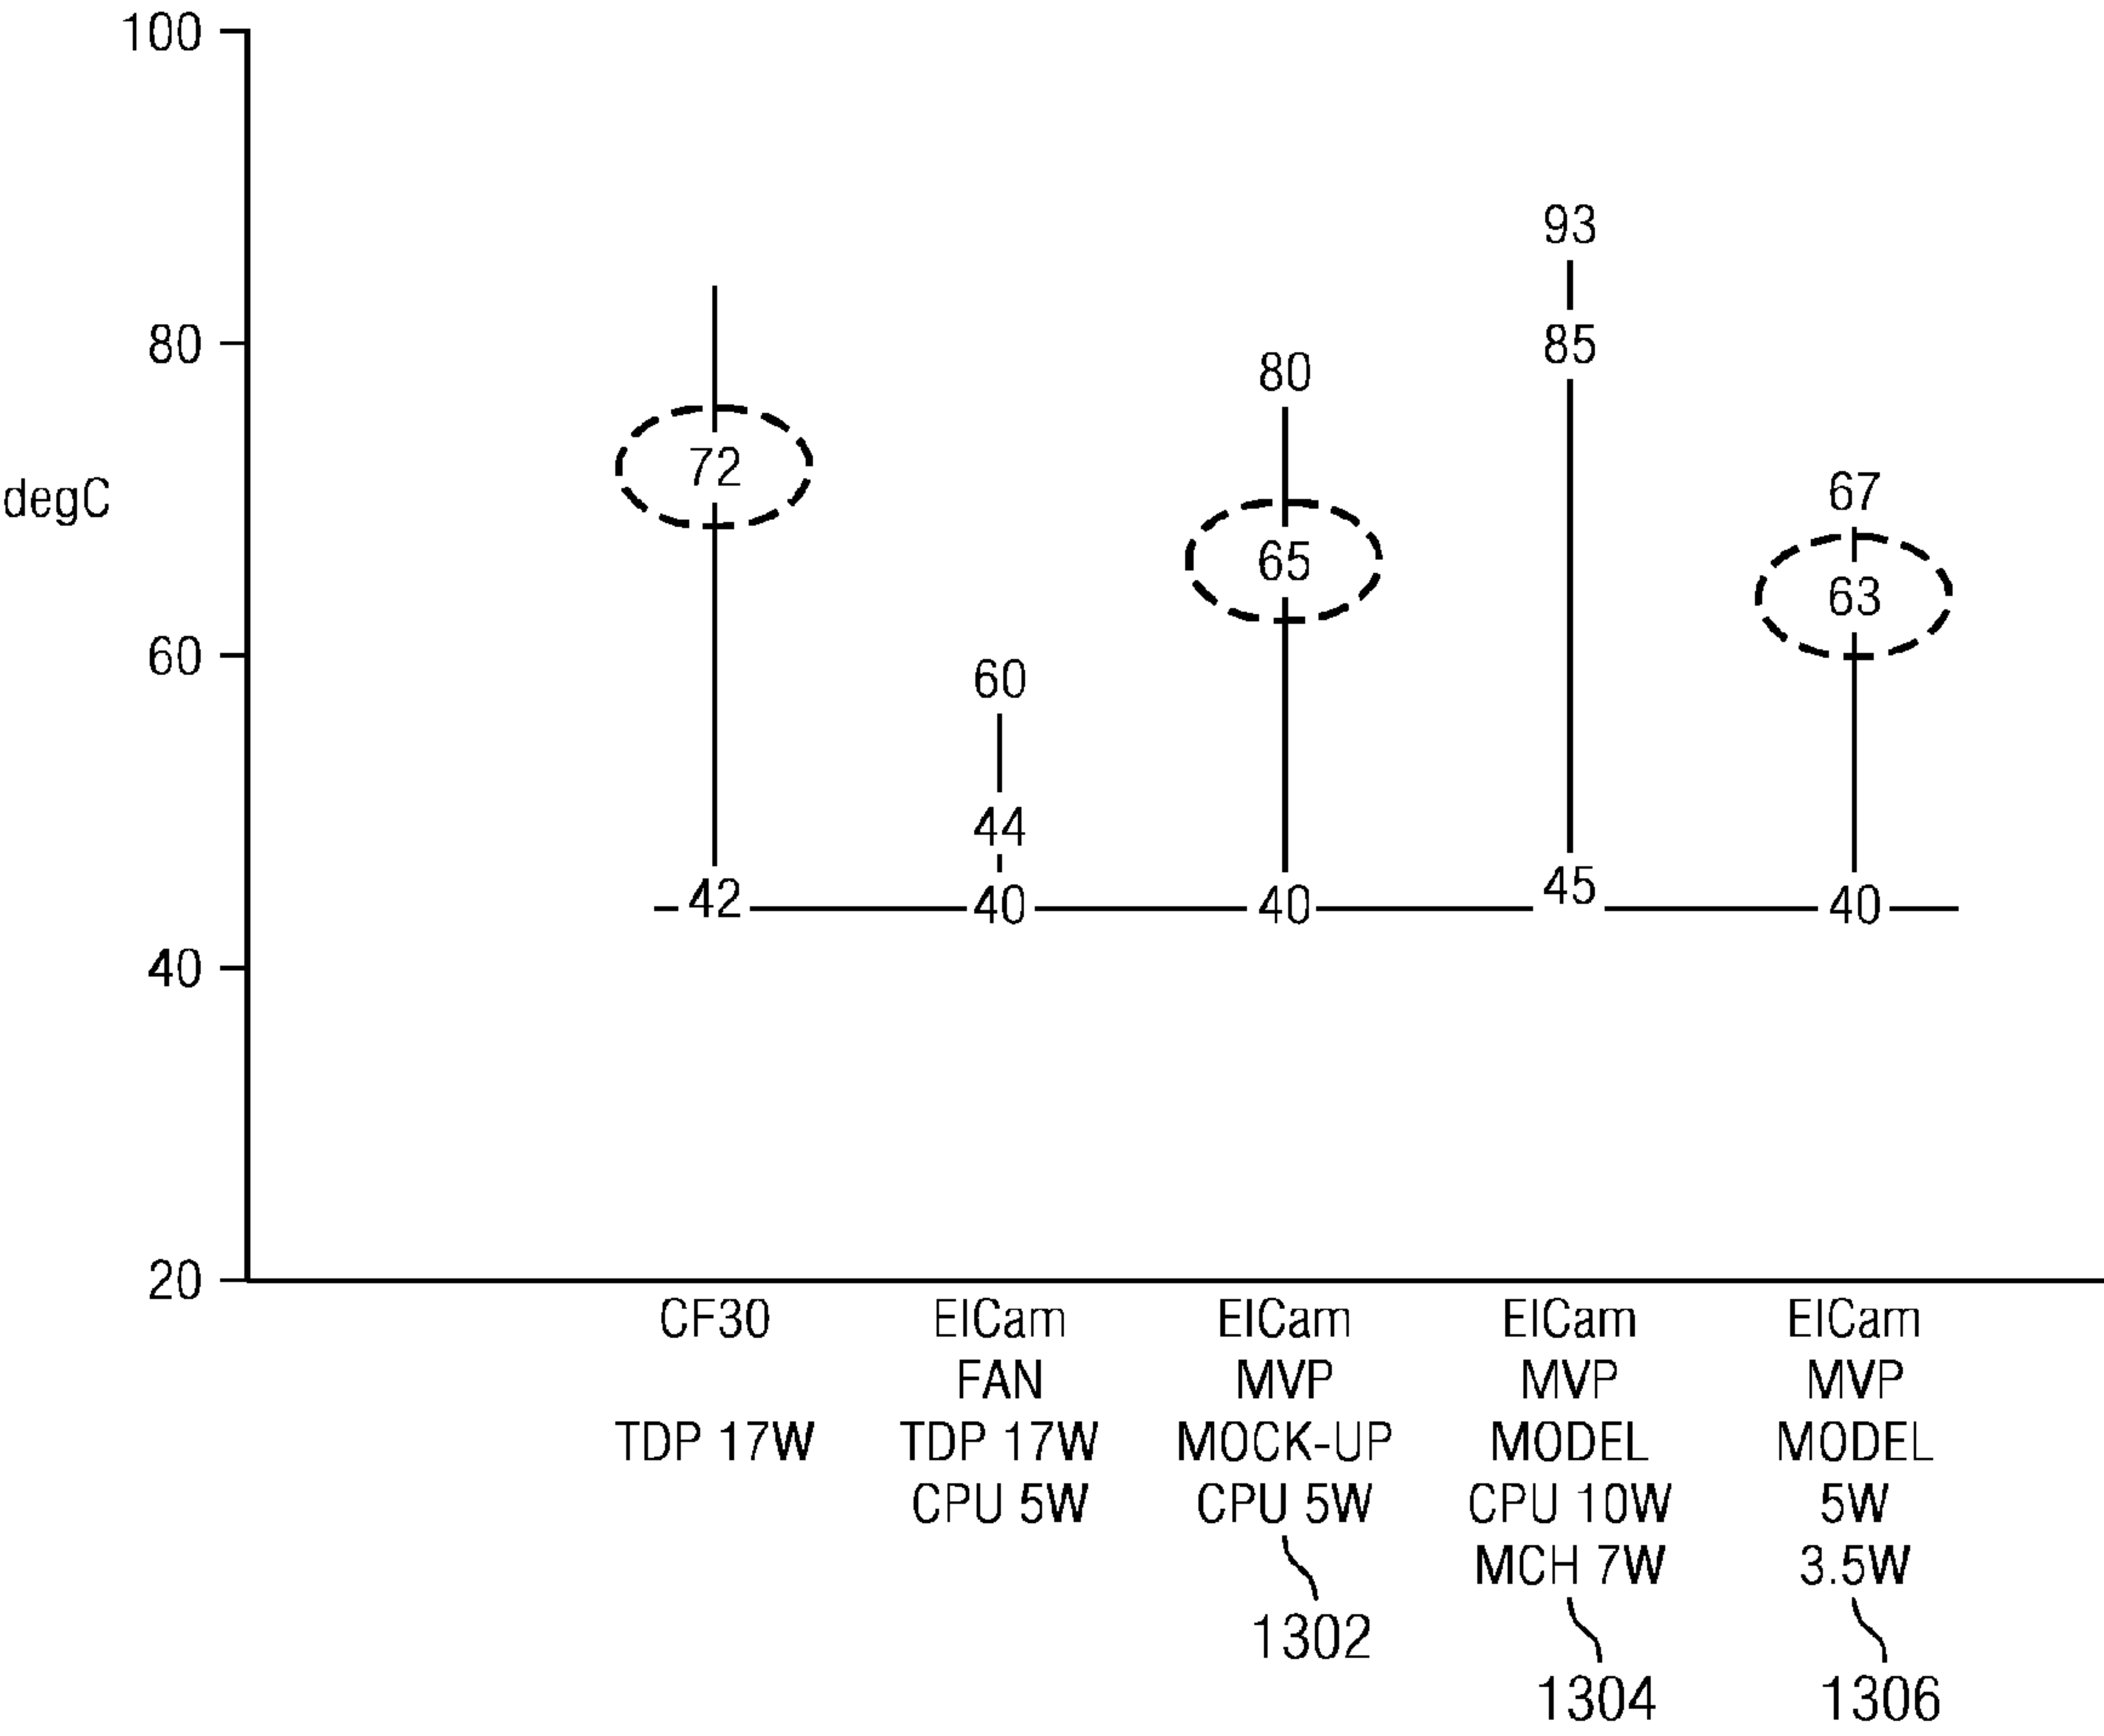 100
93
80
85
80
72
67
degC
65
63
60
60
44
42 40 40 45 40
40
20
CF30 ElCam ElCam ElCam ElCam
FAN MVP MVP MVP
TDP 17W TDP 17W MOCK-UP MODEL MODEL
CPU 5W CPU 5W CPU 10W 5W
MCH 7W 3.5W
1302
1304 1306